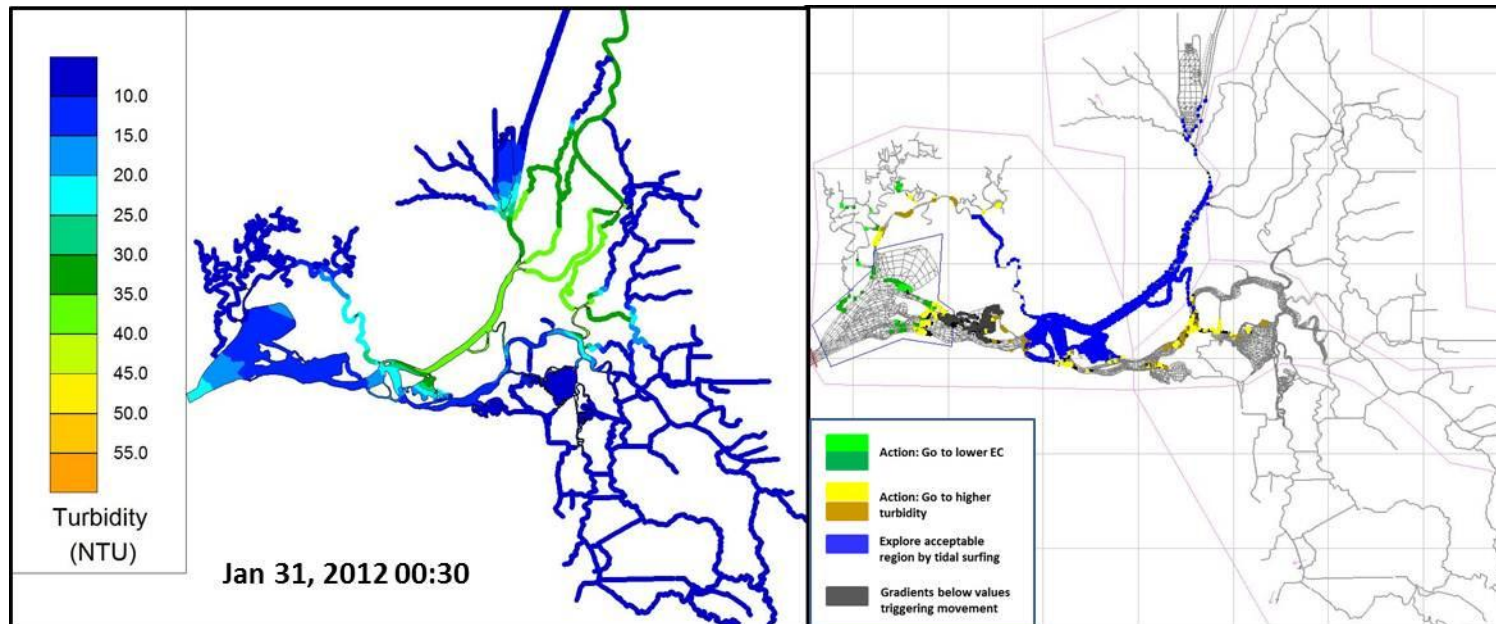 10.0
15.0
20.0
25.0
30.0
35.0
40.0
45.0
50.0
55.0
Turbidity
(NTU)
Jan 31, 2012 00:30
Action: Go to lower EC
Action: Go to higher
turbidity
Explore acceptable
region by tidal surfing
Gradients below values
triggering movement